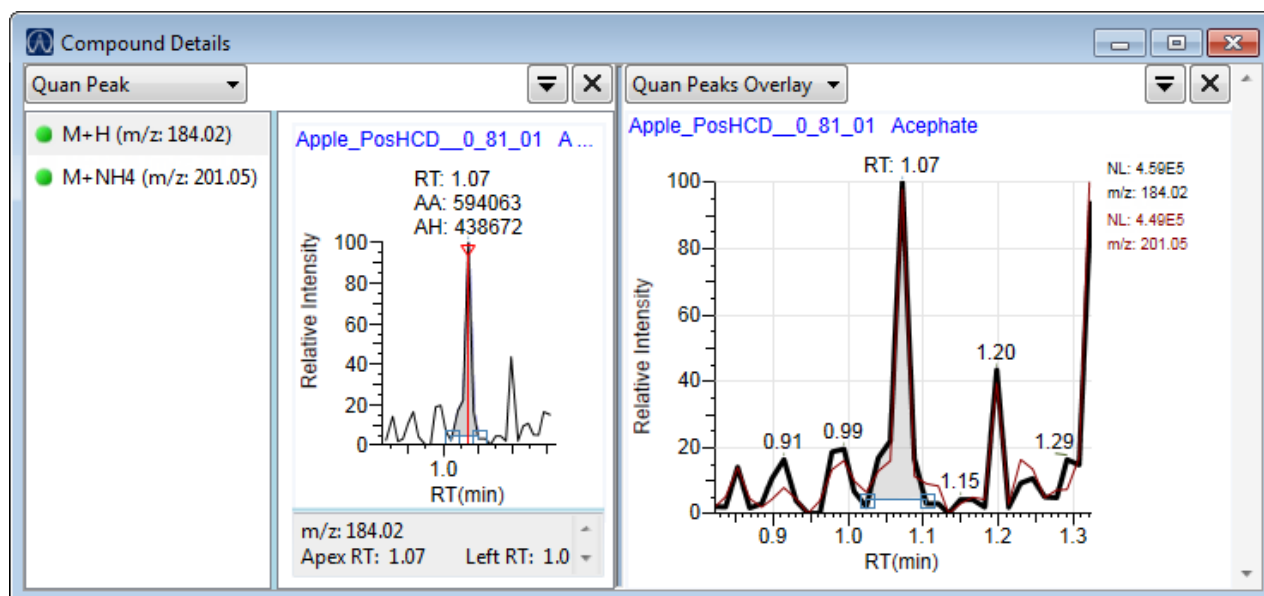 Compound Details
Quan Peak
M+H (m/z: 184.02)
M+NH4 (m/z: 201.05)
Apple_PosHCD__0_81_01 A ...
RT: 1.07
AA: 594063
AH: 438672
Relative Intensity
100
80
60
40
20
0
1.0
RT(min)
m/z: 184.02
Apex RT: 1.07 Left RT: 1.0
Quan Peaks Overlay
Apple_PosHCD__0_81_01 Acephate
RT: 1.07
NL: 4.59E5
m/z: 184.02
NL: 4.49E5
m/z: 201.05
Relative Intensity
100
80
60
40
20
0
0.91
0.99
1.15
1.20
1.29
0.9 1.0 1.1 1.2 1.3
RT(min)